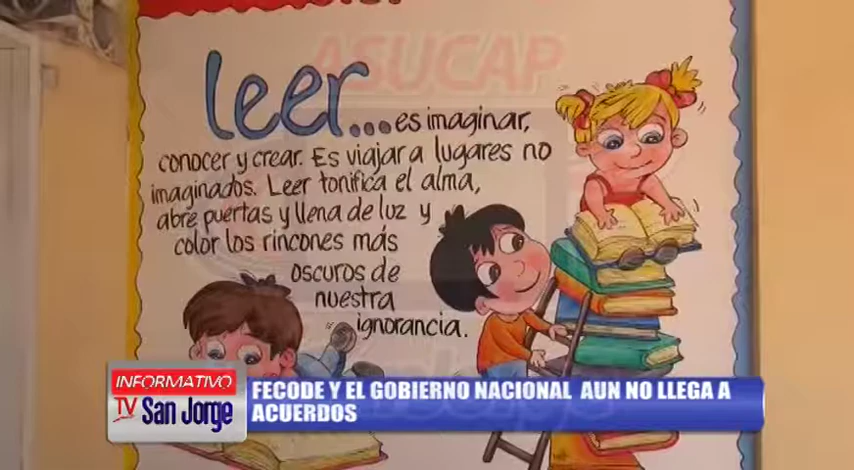 ASUCAP
Leer...es imaginar,
conocer y crear. Es viajar a lugares no
imaginados. Leer tonifica el alma,
abre puertas y llena de luz y
color los rincones más
oscuros de
nuestra
ignorancia.
INFORMATIVO
TV San Jorge
FECODE Y EL GOBIERNO NACIONAL AUN NO LLEGA A
ACUERDOS